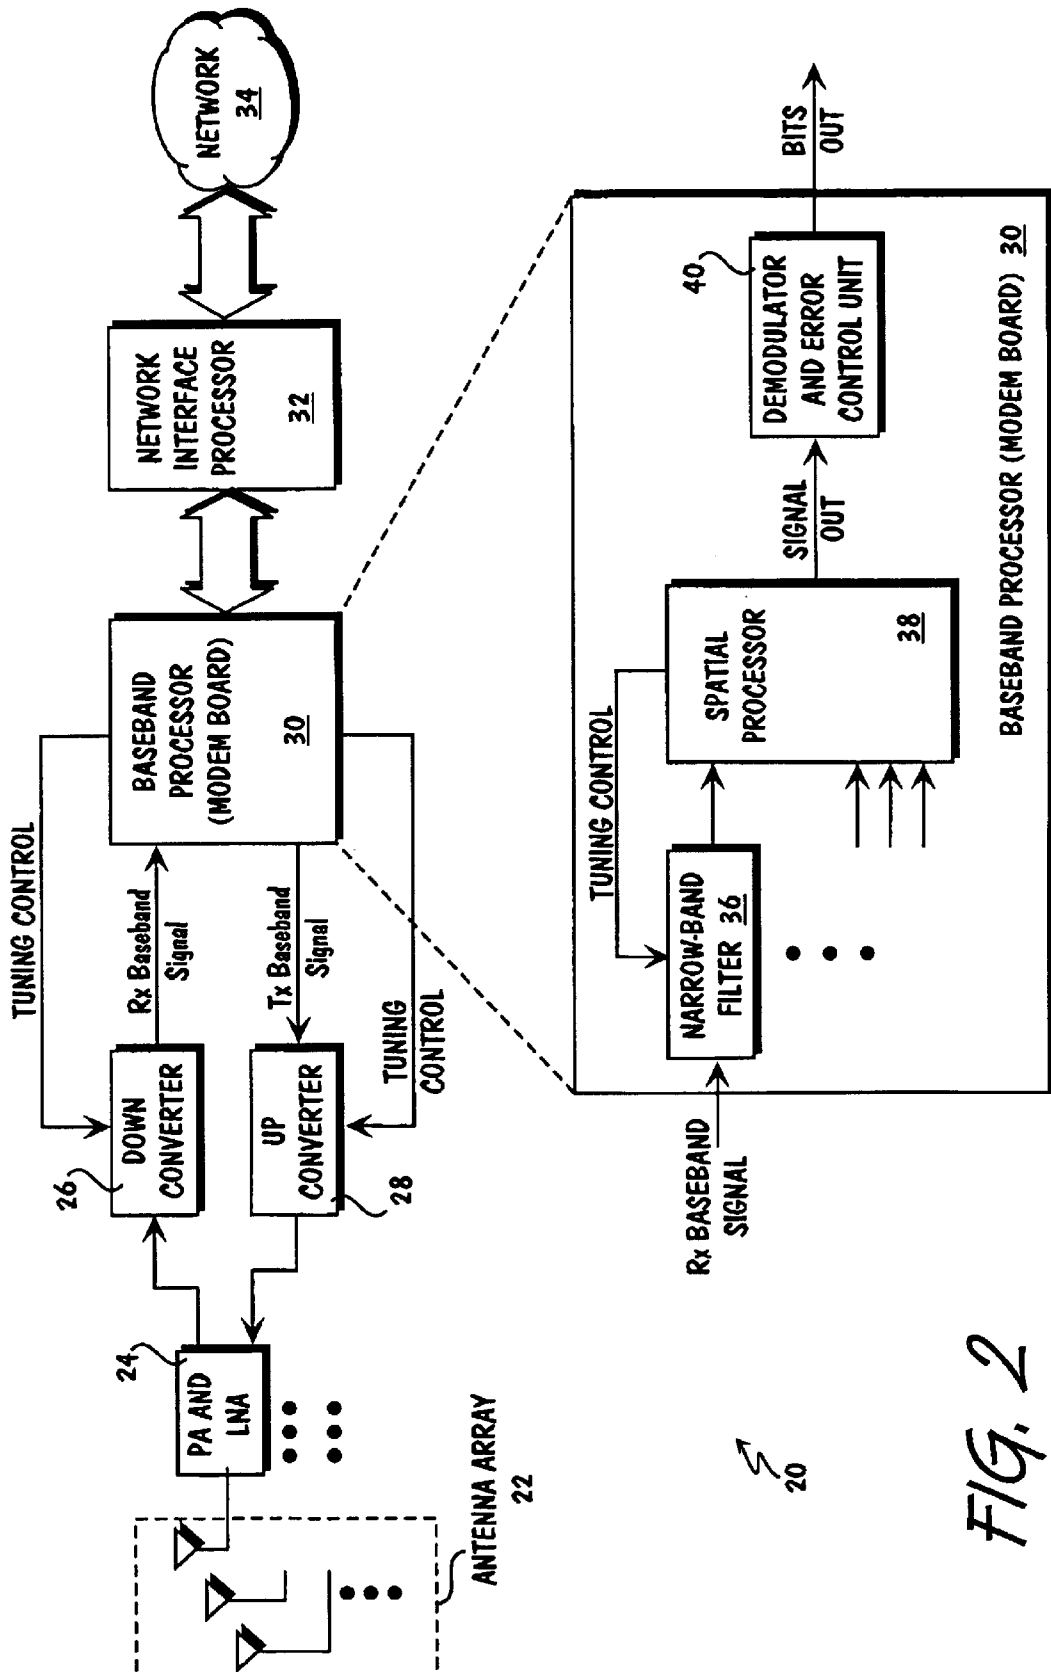 ANTENNA ARRAY
22
24
PA AND
LNA
26
DOWN
CONVERTER
UP
CONVERTER
28
TUNING CONTROL
Rx Baseband
Signal
Tx Baseband
Signal
TUNING
CONTROL
BASEBAND
PROCESSOR
(MODEM BOARD)
30
NETWORK
INTERFACE
PROCESSOR
32
NETWORK
34
Rx BASEBAND
SIGNAL
NARROW-BAND
FILTER 36
TUNING CONTROL
SPATIAL
PROCESSOR
38
SIGNAL
OUT
40
DEMODULATOR
AND ERROR
CONTROL UNIT
BITS
OUT
BASEBAND PROCESSOR (MODEM BOARD) 30
20
FIG. 2